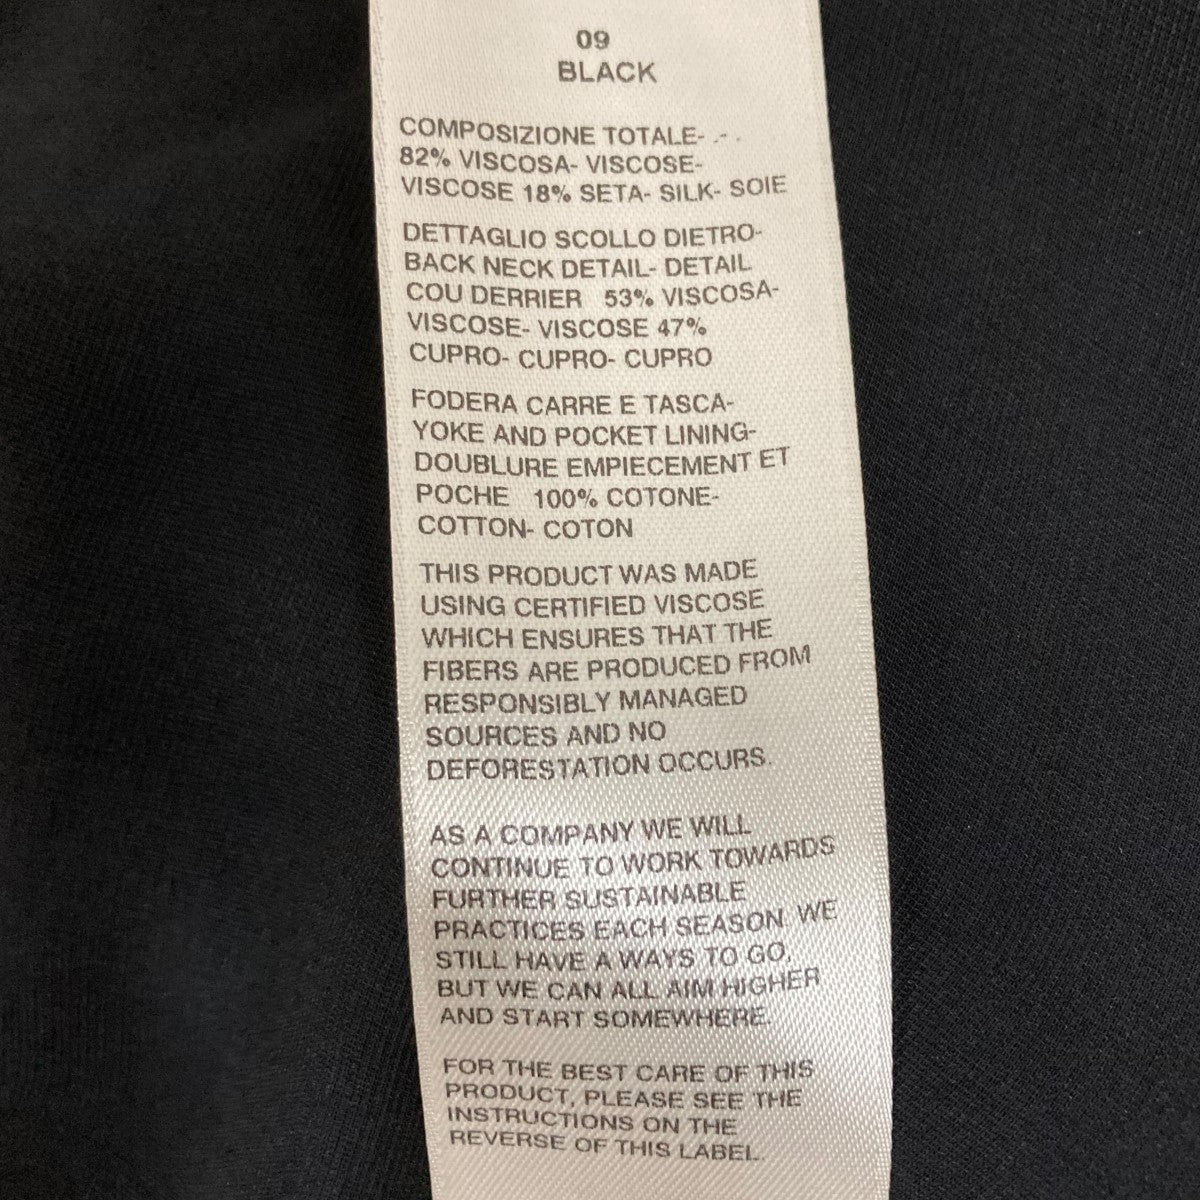 09
BLACK
COMPOSIZIONE TOTALE- .- .
82% VISCOSA- VISCOSE-
VISCOSE 18% SETA- SILK- SOIE
DETTAGLIO SCOLLO DIETRO-
BACK NECK DETAIL- DETAIL
COU DERRIER 53% VISCOSA-
VISCOSE- VISCOSE 47%
CUPRO- CUPRO- CUPRO
FODERA CARRE E TASCA-
YOKE AND POCKET LINING-
DOUBLURE EMPIECEMENT ET
POCHE 100% COTONE-
COTTON- COTON
THIS PRODUCT WAS MADE
USING CERTIFIED VISCOSE
WHICH ENSURES THAT THE
FIBERS ARE PRODUCED FROM
RESPONSIBLY MANAGED
SOURCES AND NO
DEFORESTATION OCCURS.
AS A COMPANY WE WILL
CONTINUE TO WORK TOWARDS
FURTHER SUSTAINABLE
PRACTICES EACH SEASON. WE
STILL HAVE A WAYS TO GO,
BUT WE CAN ALL AIM HIGHER
AND START SOMEWHERE.
FOR THE BEST CARE OF THIS
PRODUCT, PLEASE SEE THE
INSTRUCTIONS ON THE
REVERSE OF THIS LABEL.